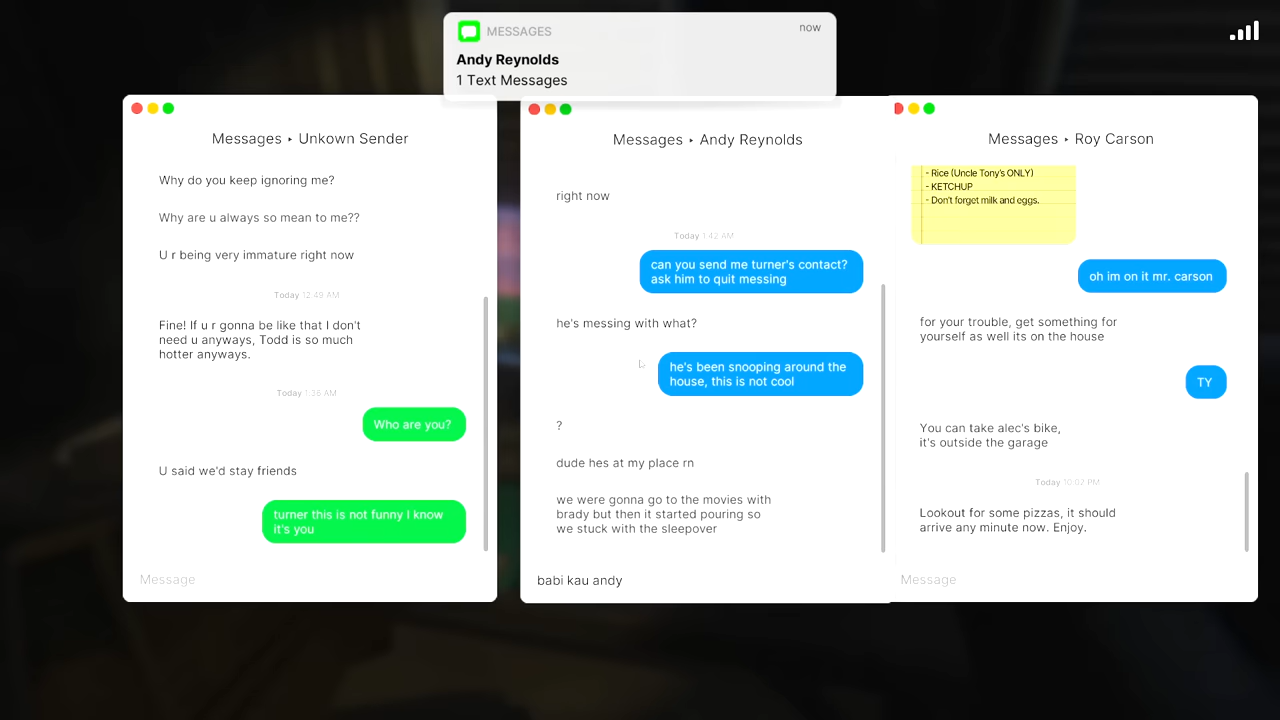 MESSAGES
now
Andy Reynolds
1 Text Messages
Messages ‣ Unkown Sender
Why do you keep ignoring me?
Why are u always so mean to me??
U r being very immature right now
Today 12:49 AM
Fine! If u r gonna be like that I don't
need u anyways, Todd is so much
hotter anyways.
Today 1:36 AM
Who are you?
U said we'd stay friends
turner this is not funny I know
it's you
Message
Messages ‣ Andy Reynolds
right now
Today 1:42 AM
can you send me turner's contact?
ask him to quit messing
he's messing with what?
he's been snooping around the
house, this is not cool
?
dude hes at my place rn
we were gonna go to the movies with
brady but then it started pouring so
we stuck with the sleepover
babi kau andy
Messages ‣ Roy Carson
- Rice (Uncle Tony's ONLY)
- KETCHUP
- Don't forget milk and eggs.
oh im on it mr. carson
for your trouble, get something for
yourself as well its on the house
TY
You can take alec's bike,
it's outside the garage
Today 10:02 PM
Lookout for some pizzas, it should
arrive any minute now. Enjoy.
Message